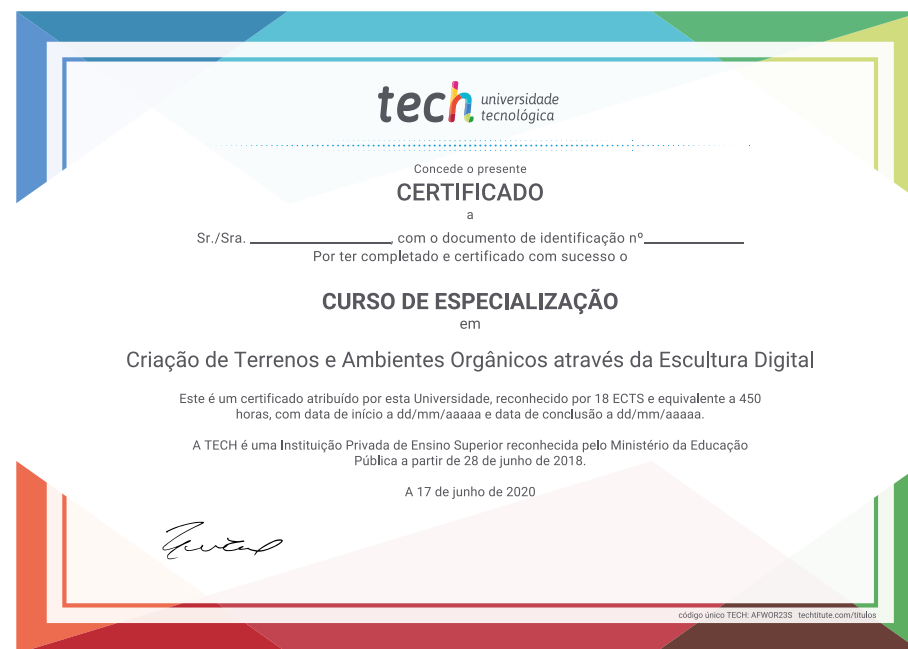 tech universidade
tecnológica
Concede o presente
CERTIFICADO
a
Sr./Sra. ____________________, com o documento de identificação nº______________
Por ter completado e certificado com sucesso o
CURSO DE ESPECIALIZAÇÃO
em
Criação de Terrenos e Ambientes Orgânicos através da Escultura Digital
Este é um certificado atribuído por esta Universidade, reconhecido por 18 ECTS e equivalente a 450
horas, com data de início a dd/mm/aaaaa e data de conclusão a dd/mm/aaaaa.
A TECH é uma Instituição Privada de Ensino Superior reconhecida pelo Ministério da Educação
Pública a partir de 28 de junho de 2018.
A 17 de junho de 2020
código único TECH: AFWOR23S techtitute.com/titulos